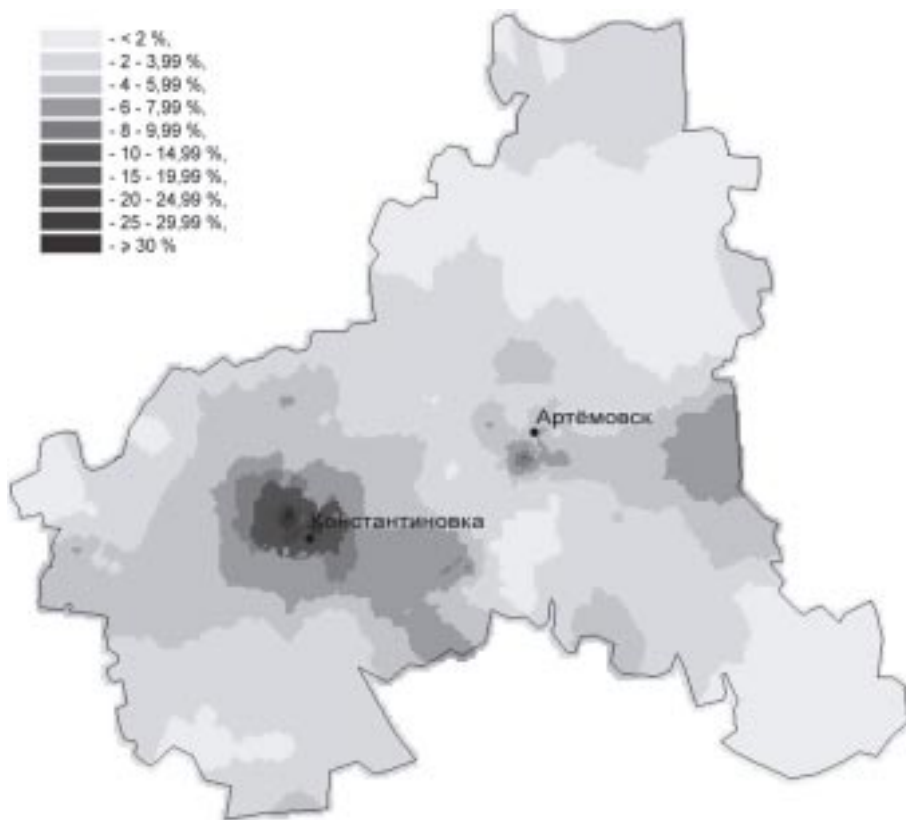 - < 2 %,
- 2 - 3,99 %,
- 4 - 5,99 %,
- 6 - 7,99 %,
- 8 - 9,99 %,
- 10 - 14,99 %,
- 15 - 19,99 %,
- 20 - 24,99 %,
- 25 - 29,99 %,
- ≥ 30 %
Артёмовск
Константиновка